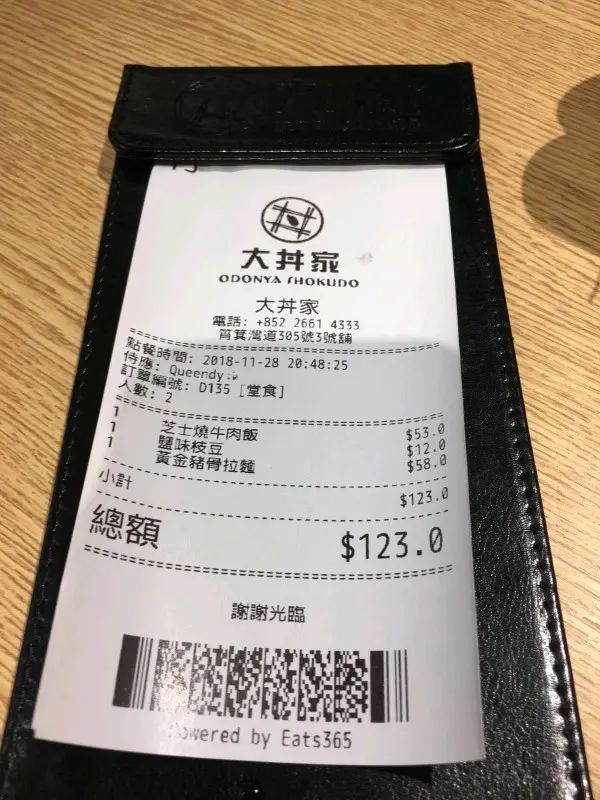 大丼家
ODONYA SHOKUDO
大丼家
電話: +852 2661 4333
筲箕灣道305號3號舖
點餐時間: 2018-11-28 20:48:25
侍應: Queendy
訂單編號: D135 [堂食]
人數: 2
1 芝士燒牛肉飯 $53.0
1 鹽味枝豆 $12.0
1 黃金豬骨拉麵 $58.0
小計 $123.0
總額 $123.0
謝謝光臨
Powered by Eats365